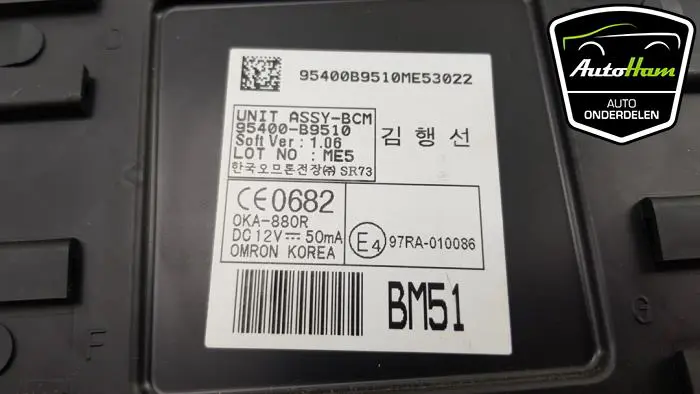 95400B9510ME53022
UNIT ASSY-BCM
95400-B9510
Soft Ver : 1.06
LOT NO : ME5
한국오므론전장㈜ SR73
김 행 선
CE0682
OKA-880R
DC 12V⎓50mA
OMRON KOREA
E4 97RA-010086
BM51
F
G
AutoHam
AUTO
ONDERDELEN